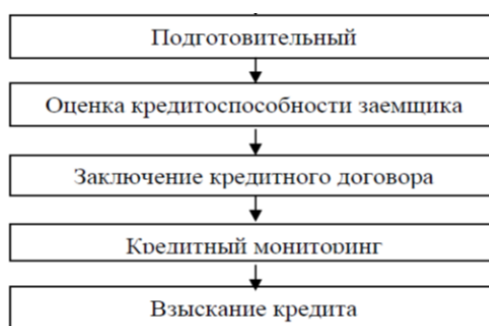 Подготовительный
Оценка кредитоспособности заемщика
Заключение кредитного договора
Кредитный мониторинг
Взыскание кредита